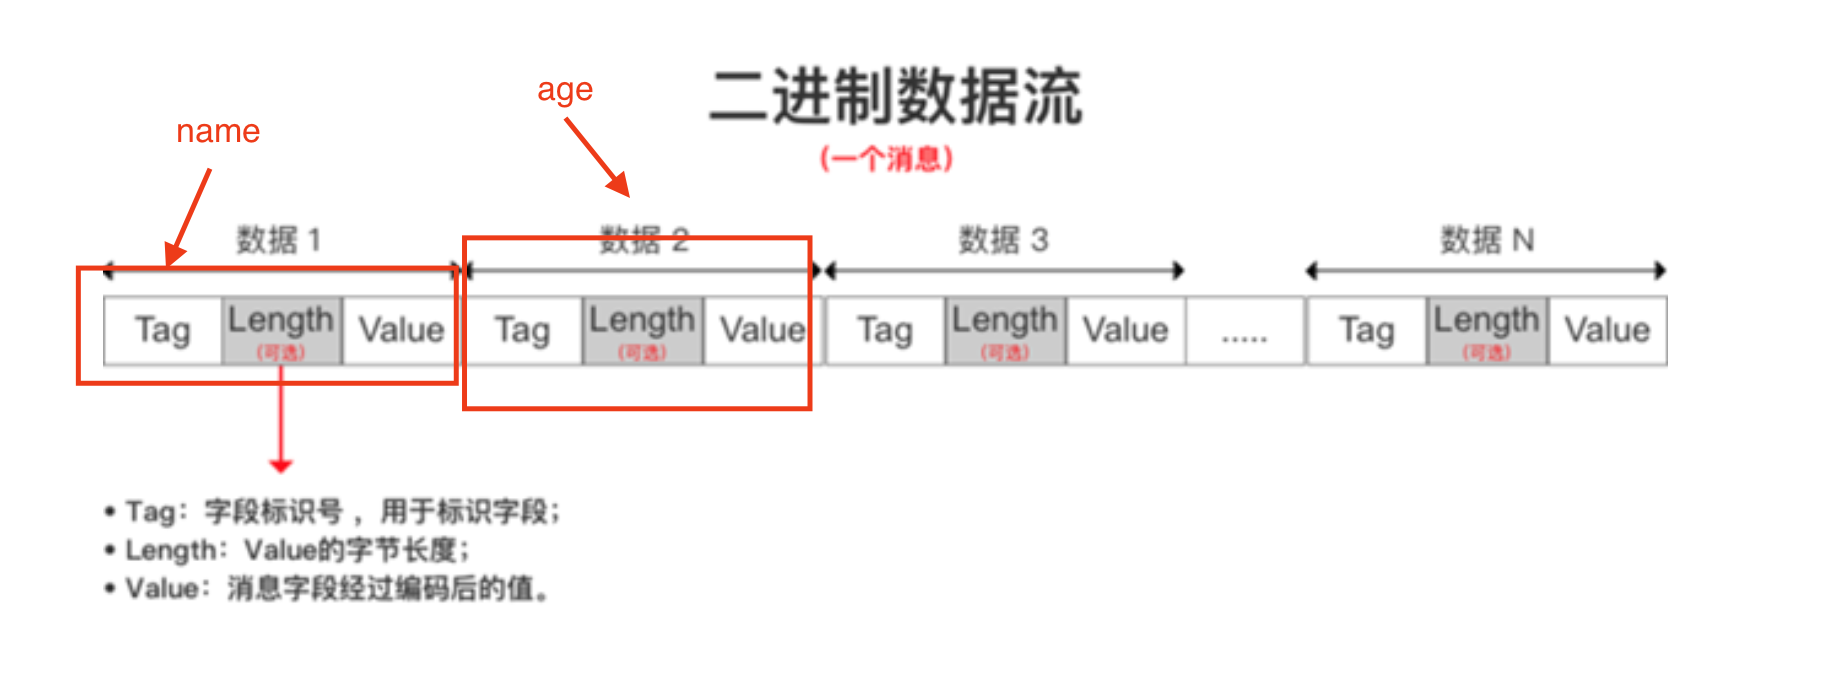 二进制数据流
(一个消息)
name
age
数据 1
数据 2
数据 3
数据 N
Tag Length (可选) Value Tag Length (可选) Value Tag Length (可选) Value ..... Tag Length (可选) Value
• Tag：字段标识号 ，用于标识字段；
• Length：Value的字节长度；
• Value：消息字段经过编码后的值。